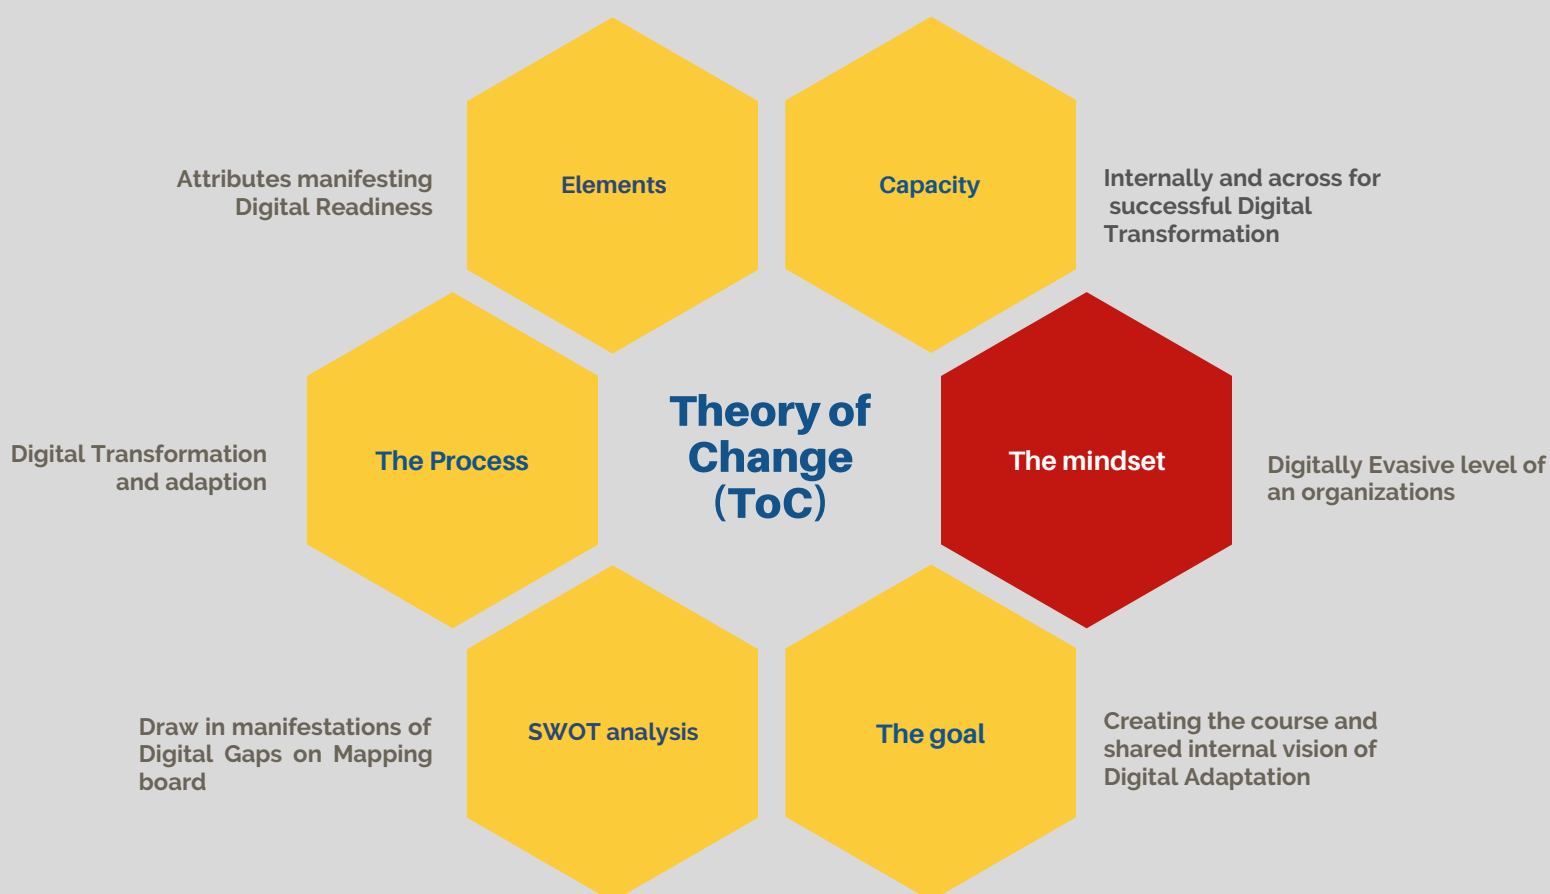 Elements
Capacity
Attributes manifesting
Digital Readiness
Internally and across for
successful Digital
Transformation
Theory of
Change
(ToC)
Digital Transformation
and adaption
The Process
The mindset
Digitally Evasive level of
an organizations
Draw in manifestations of
Digital Gaps on Mapping
board
SWOT analysis
The goal
Creating the course and
shared internal vision of
Digital Adaptation